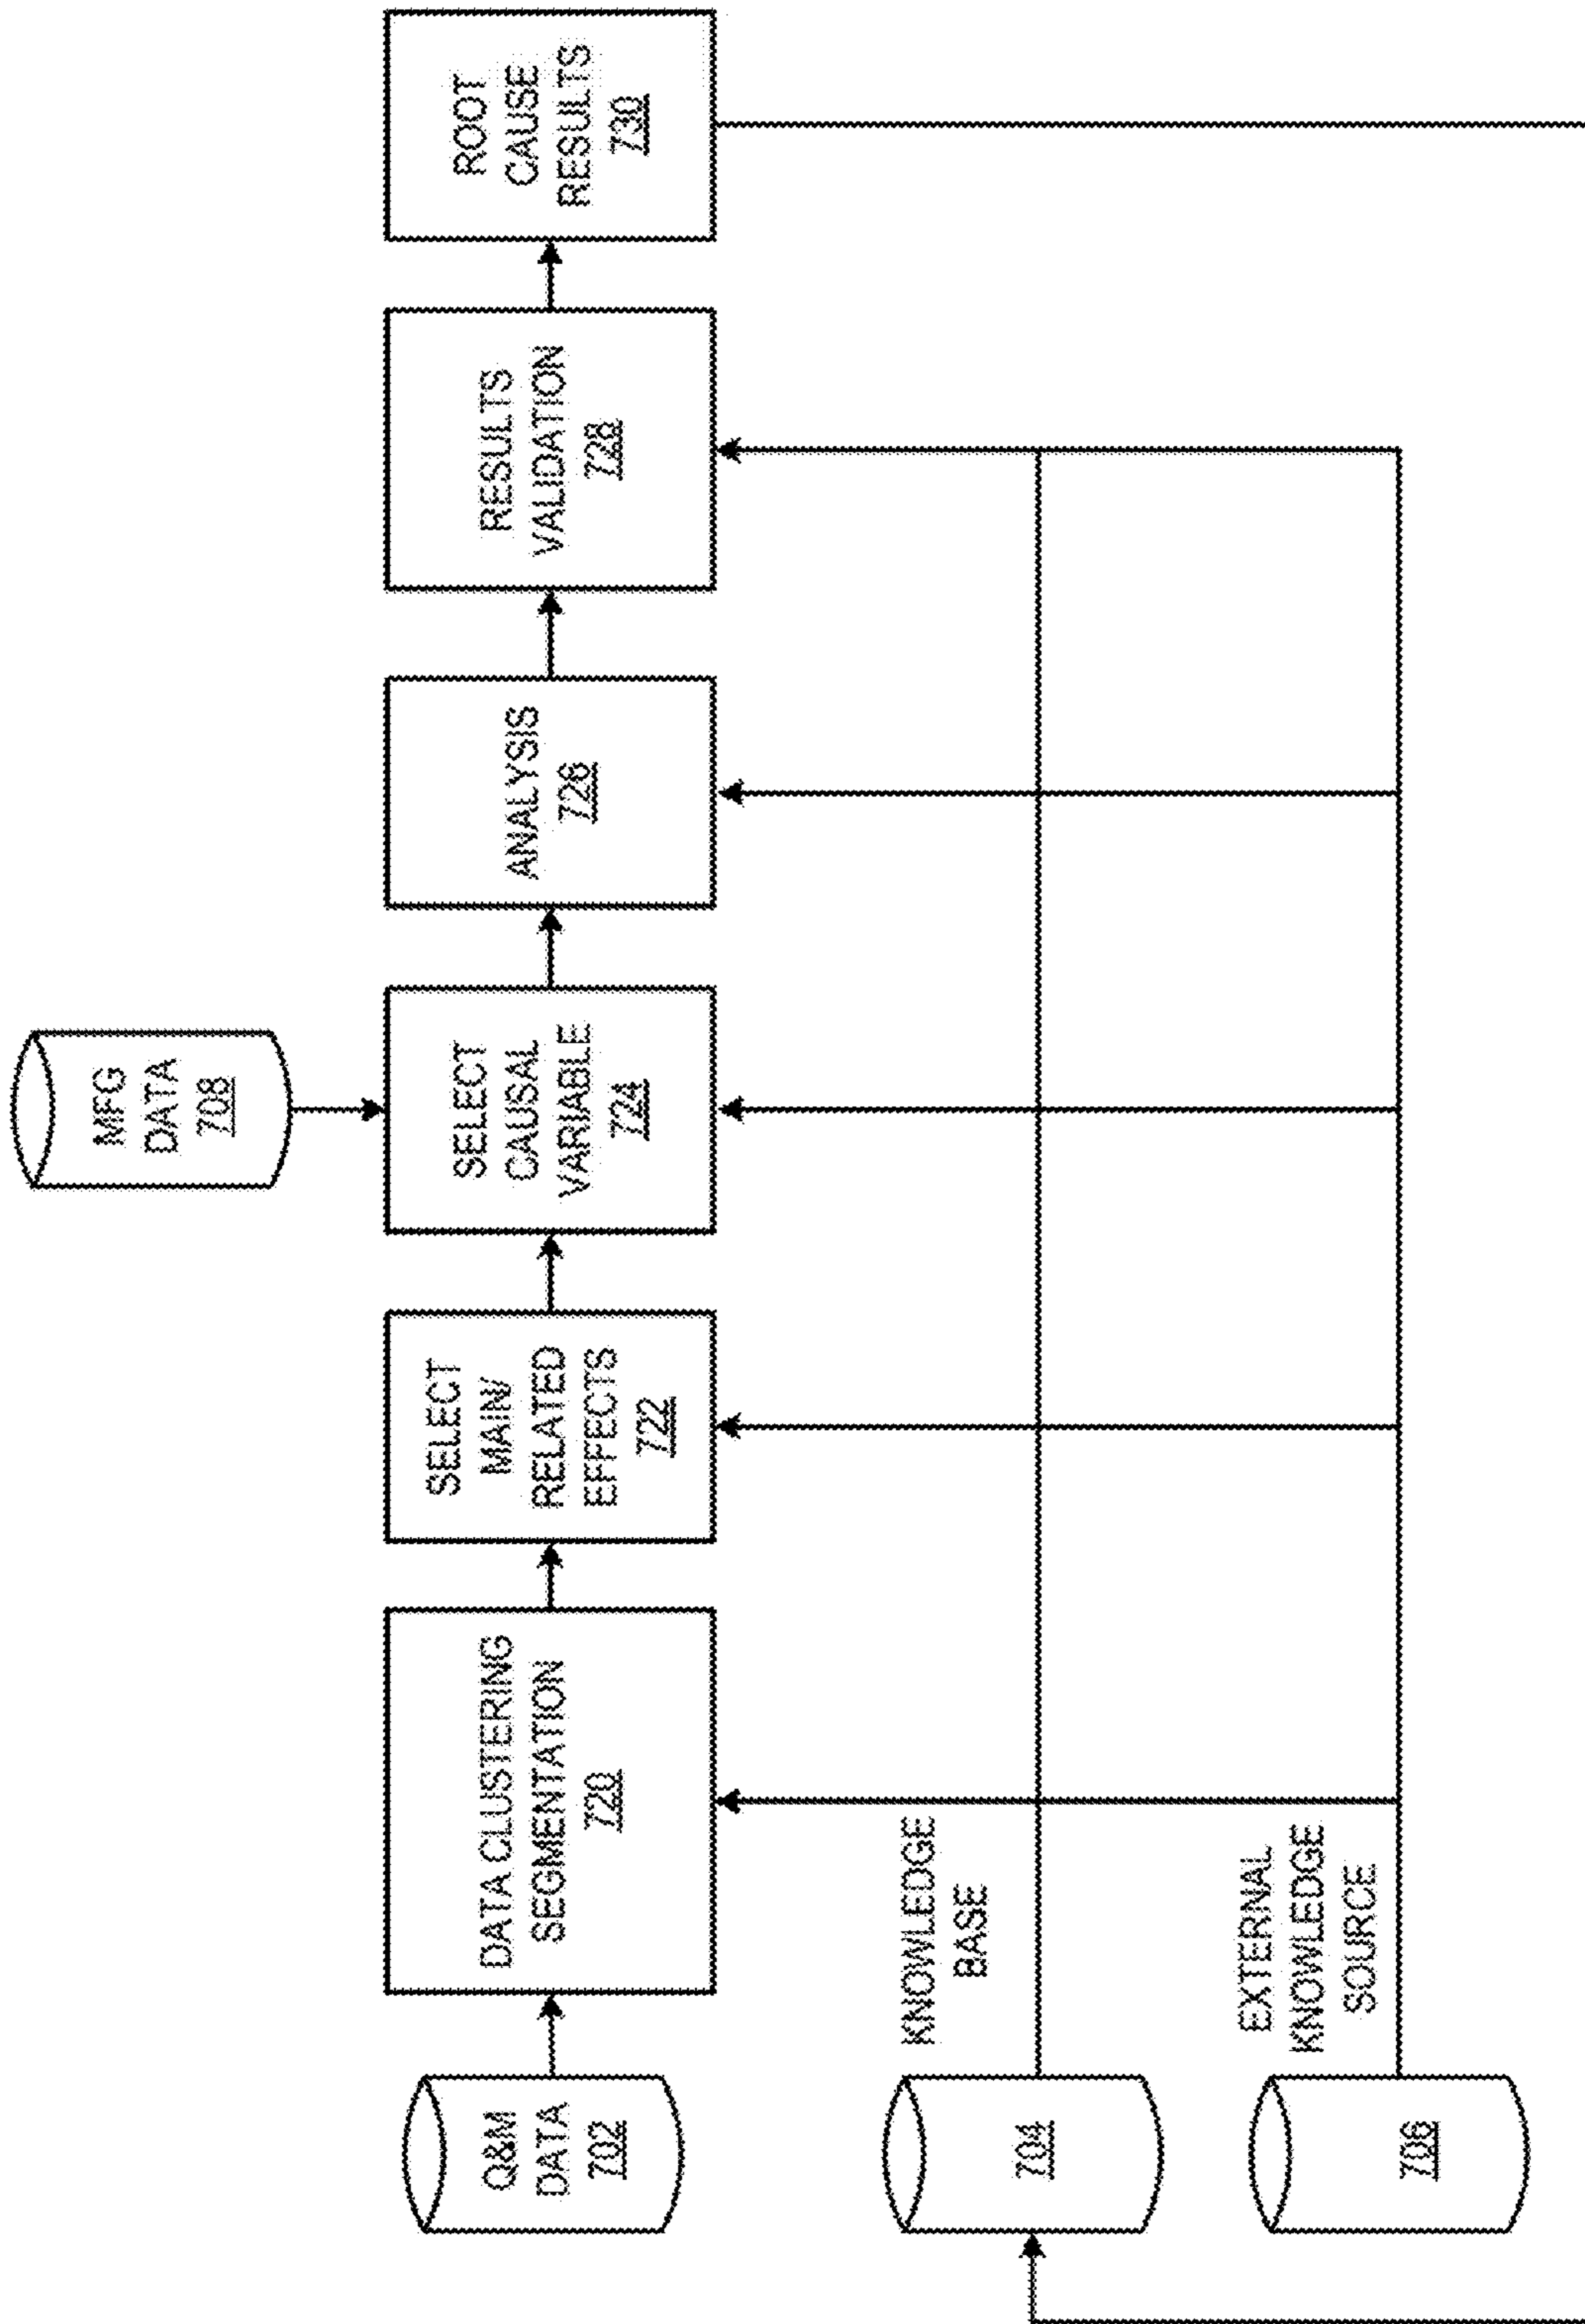 MFG
DATA
708
Q&M
DATA
702
DATA CLUSTERING
SEGMENTATION
720
SELECT
MAIN/
RELATED
EFFECTS
722
SELECT
CAUSAL
VARIABLE
724
ANALYSIS
726
RESULTS
VALIDATION
728
ROOT
CAUSE
RESULTS
730
KNOWLEDGE
BASE
704
EXTERNAL
KNOWLEDGE
SOURCE
706